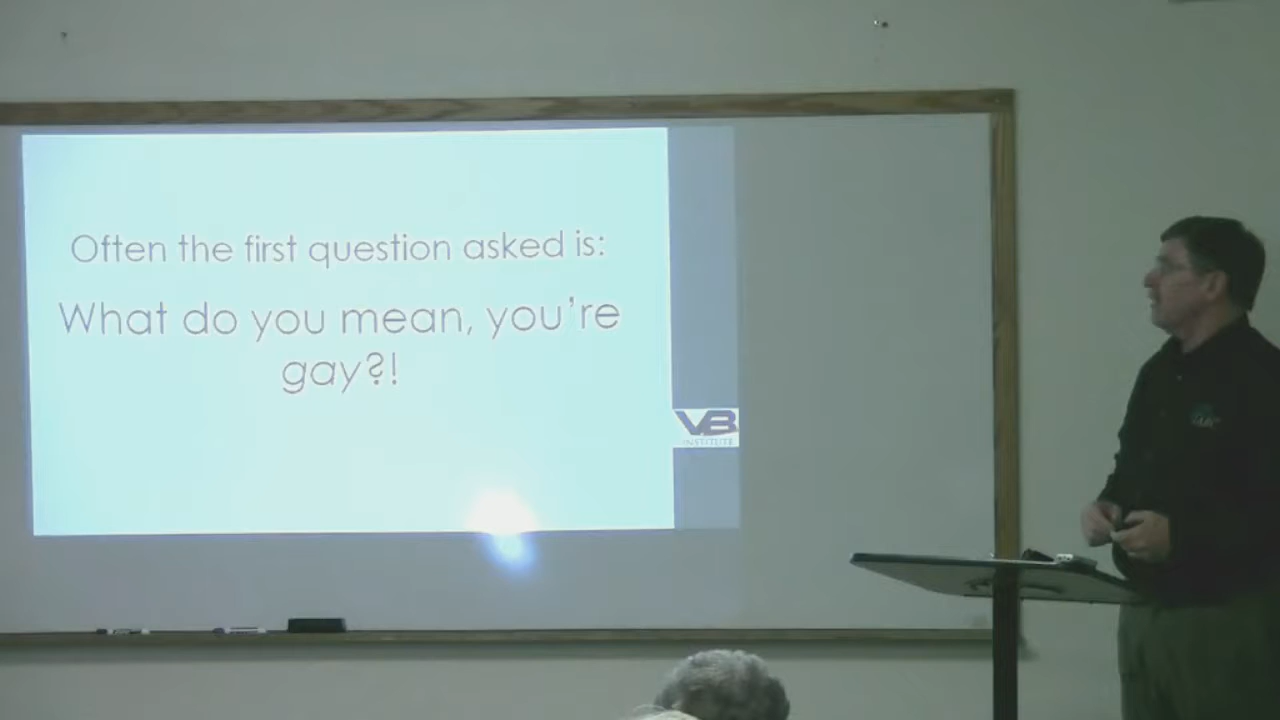 Often the first question asked is:
What do you mean, you're
gay?!
VB
INSTITUTE